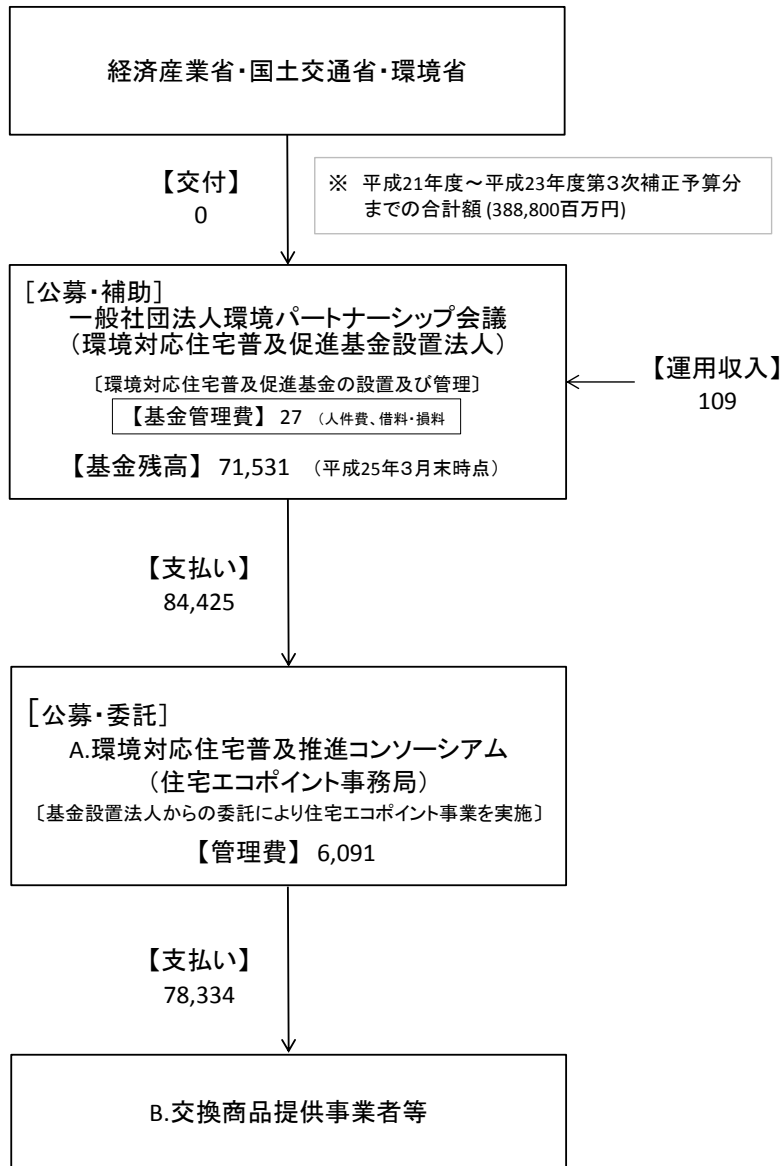 経済産業省・国土交通省・環境省
【交付】
0
※ 平成21年度～平成23年度第3次補正予算分
までの合計額 (388,800百万円)
［公募・補助］
一般社団法人環境パートナーシップ会議
（環境対応住宅普及促進基金設置法人）
〔環境対応住宅普及促進基金の設置及び管理〕
【基金管理費】 27 （人件費、借料・損料
【基金残高】 71,531 （平成25年3月末時点）
【運用収入】
109
【支払い】
84,425
［公募・委託］
A.環境対応住宅普及推進コンソーシアム
（住宅エコポイント事務局）
〔基金設置法人からの委託により住宅エコポイント事業を実施〕
【管理費】 6,091
【支払い】
78,334
B.交換商品提供事業者等